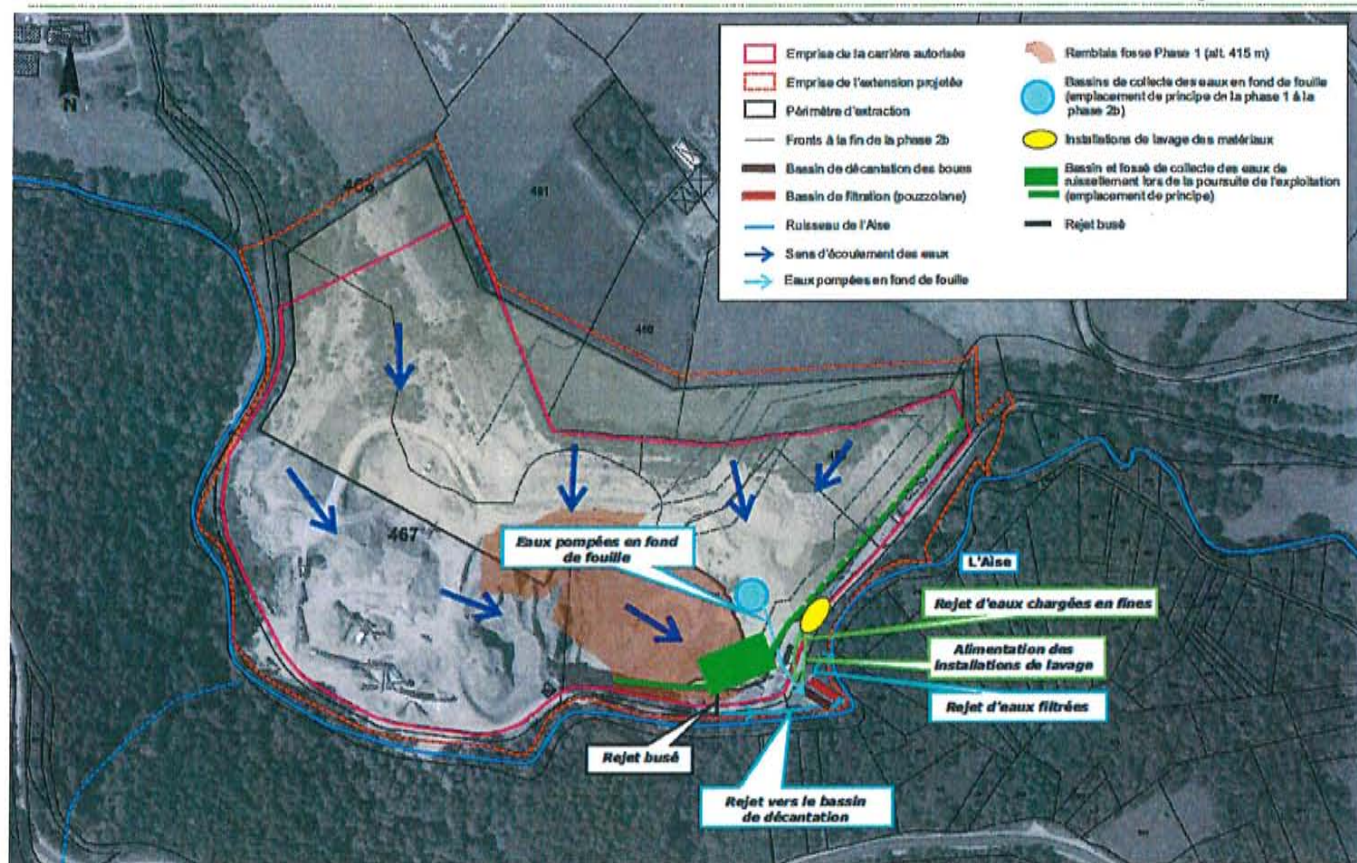 Emprise de la carrière autorisée
Emprise de l'extension projetée
Périmètre d'extraction
Fronts à la fin de la phase 2b
Bassin de décantation des boues
Bassin de filtration (pouzzolane)
Ruisseau de l'Aise
Sens d'écoulement des eaux
Eaux pompées en fond de fouille
Remblais fosse Phase 1 (alt. 415 m)
Bassins de collecte des eaux en fond de fouille
(emplacement de principe de la phase 1 à la
phase 2b)
Installations de lavage des matériaux
Bassin et fossé de collecte des eaux de
ruissellement lors de la poursuite de l'exploitation
(emplacement de principe)
Rejet busé
N
461
460
467
Eaux pompées en fond
de fouille
L'Aise
Rejet d'eaux chargées en fines
Alimentation des
installations de lavage
Rejet d'eaux filtrées
Rejet busé
Rejet vers le bassin
de décantation